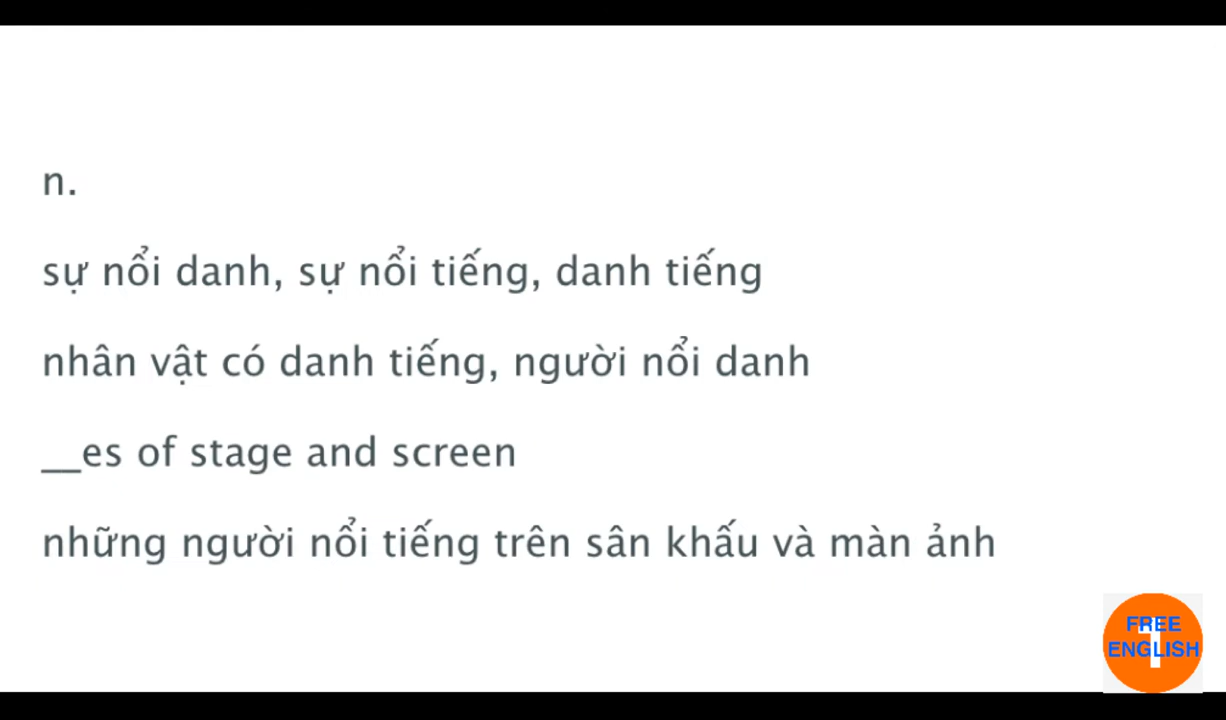 n.
sự nổi danh, sự nổi tiếng, danh tiếng
nhân vật có danh tiếng, người nổi danh
__es of stage and screen
những người nổi tiếng trên sân khấu và màn ảnh
FREE
1
ENGLISH